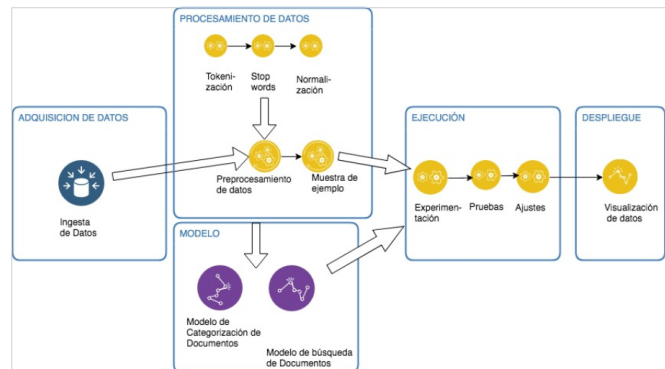 PROCESAMIENTO DE DATOS
Tokeni-
zación
Stop
words
Normali-
zación
ADQUISICION DE DATOS
Ingesta
de Datos
Preprocesamiento
de datos
Muestra de
ejemplo
EJECUCIÓN
Experimen-
tación
Pruebas
Ajustes
DESPLIEGUE
Visualización
de datos
MODELO
Modelo de
Categorización de
Documentos
Modelo de búsqueda
de Documentos